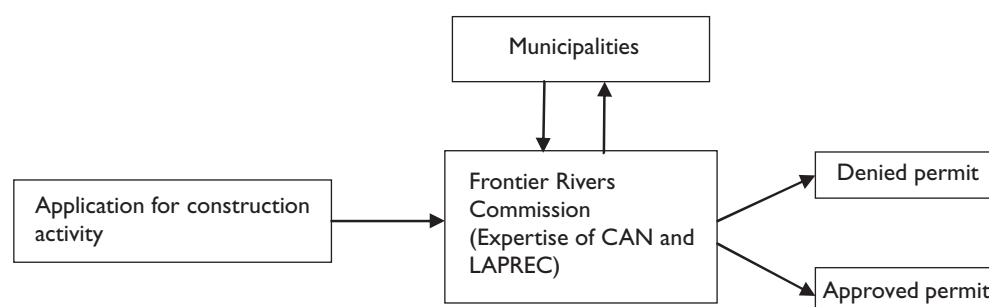 Municipalities
Application for construction
activity
Frontier Rivers
Commission
(Expertise of CAN and
LAPREC)
Denied permit
Approved permit